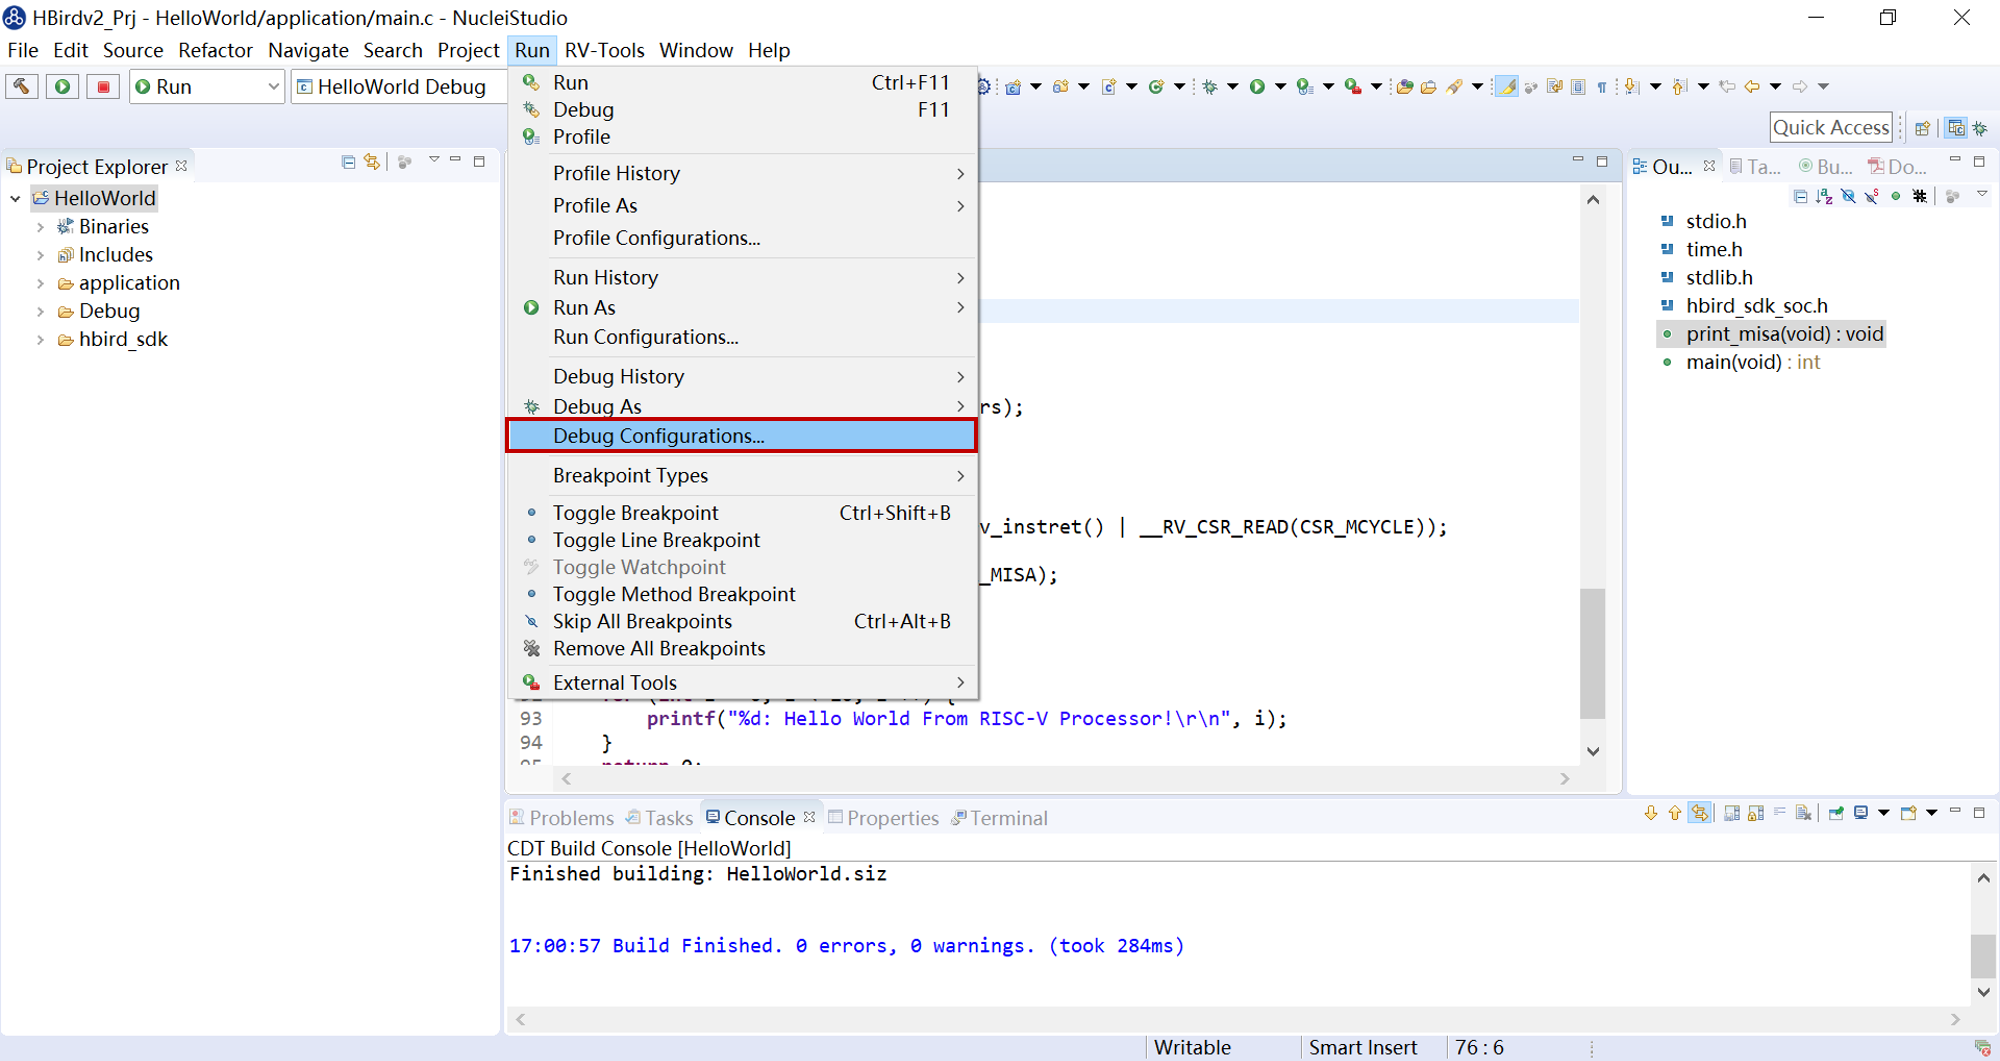 HBirdv2_Prj - HelloWorld/application/main.c - NucleiStudio
File Edit Source Refactor Navigate Search Project Run RV-Tools Window Help
Run
HelloWorld Debug
Quick Access
Project Explorer
HelloWorld
Binaries
Includes
application
Debug
hbird_sdk
Run Ctrl+F11
Debug F11
Profile
Profile History
Profile As
Profile Configurations...
Run History
Run As
Run Configurations...
Debug History
Debug As
Debug Configurations...
Breakpoint Types
Toggle Breakpoint Ctrl+Shift+B
Toggle Line Breakpoint
Toggle Watchpoint
Toggle Method Breakpoint
Skip All Breakpoints Ctrl+Alt+B
Remove All Breakpoints
External Tools
rs);
v_instret() | __RV_CSR_READ(CSR_MCYCLE));
_MISA);
93 printf("%d: Hello World From RISC-V Processor!\r\n", i);
94 }
Ou... Ta... Bu... Do...
stdio.h
time.h
stdlib.h
hbird_sdk_soc.h
print_misa(void) : void
main(void) : int
Problems Tasks Console Properties Terminal
CDT Build Console [HelloWorld]
Finished building: HelloWorld.siz
17:00:57 Build Finished. 0 errors, 0 warnings. (took 284ms)
Writable Smart Insert 76 : 6